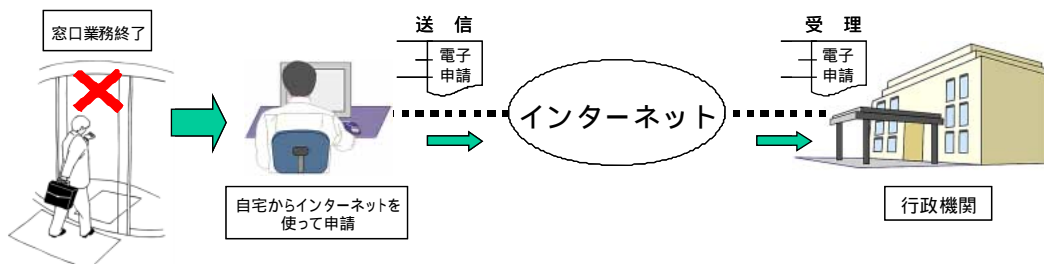 窓口業務終了
自宅からインターネットを
使って申請
送 信
電子
申請
インターネット
受 理
電子
申請
行政機関